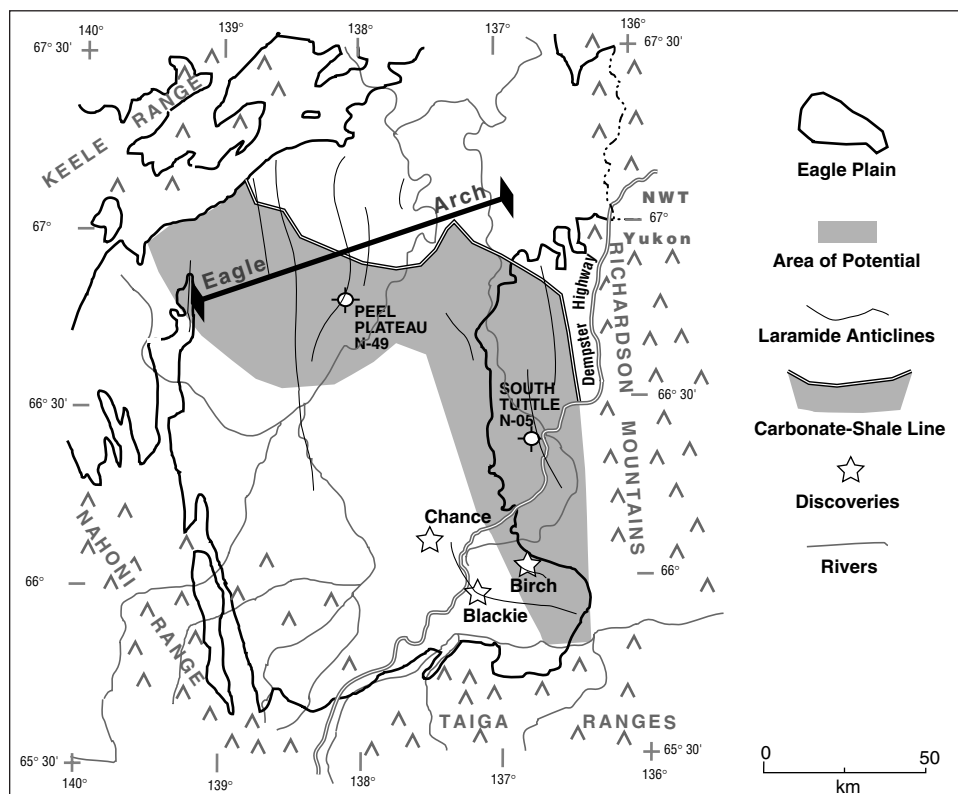 140°
139°
138°
137°
136°
67° 30'
67° 30'
KEELE RANGE
Eagle Plain
Arch
NWT
67°
67°
Yukon
Area of Potential
Eagle
PEEL
PLATEAU
N-49
Dempster Highway
RICHARDSON MOUNTAINS
Laramide Anticlines
66° 30'
66° 30'
SOUTH
TUTTLE
N-05
Carbonate-Shale Line
Discoveries
Chance
NAHONI RANGE
66°
66°
Birch
Blackie
Rivers
TAIGA RANGES
65° 30'
65° 30'
140°
139°
138°
137°
136°
0 50
km